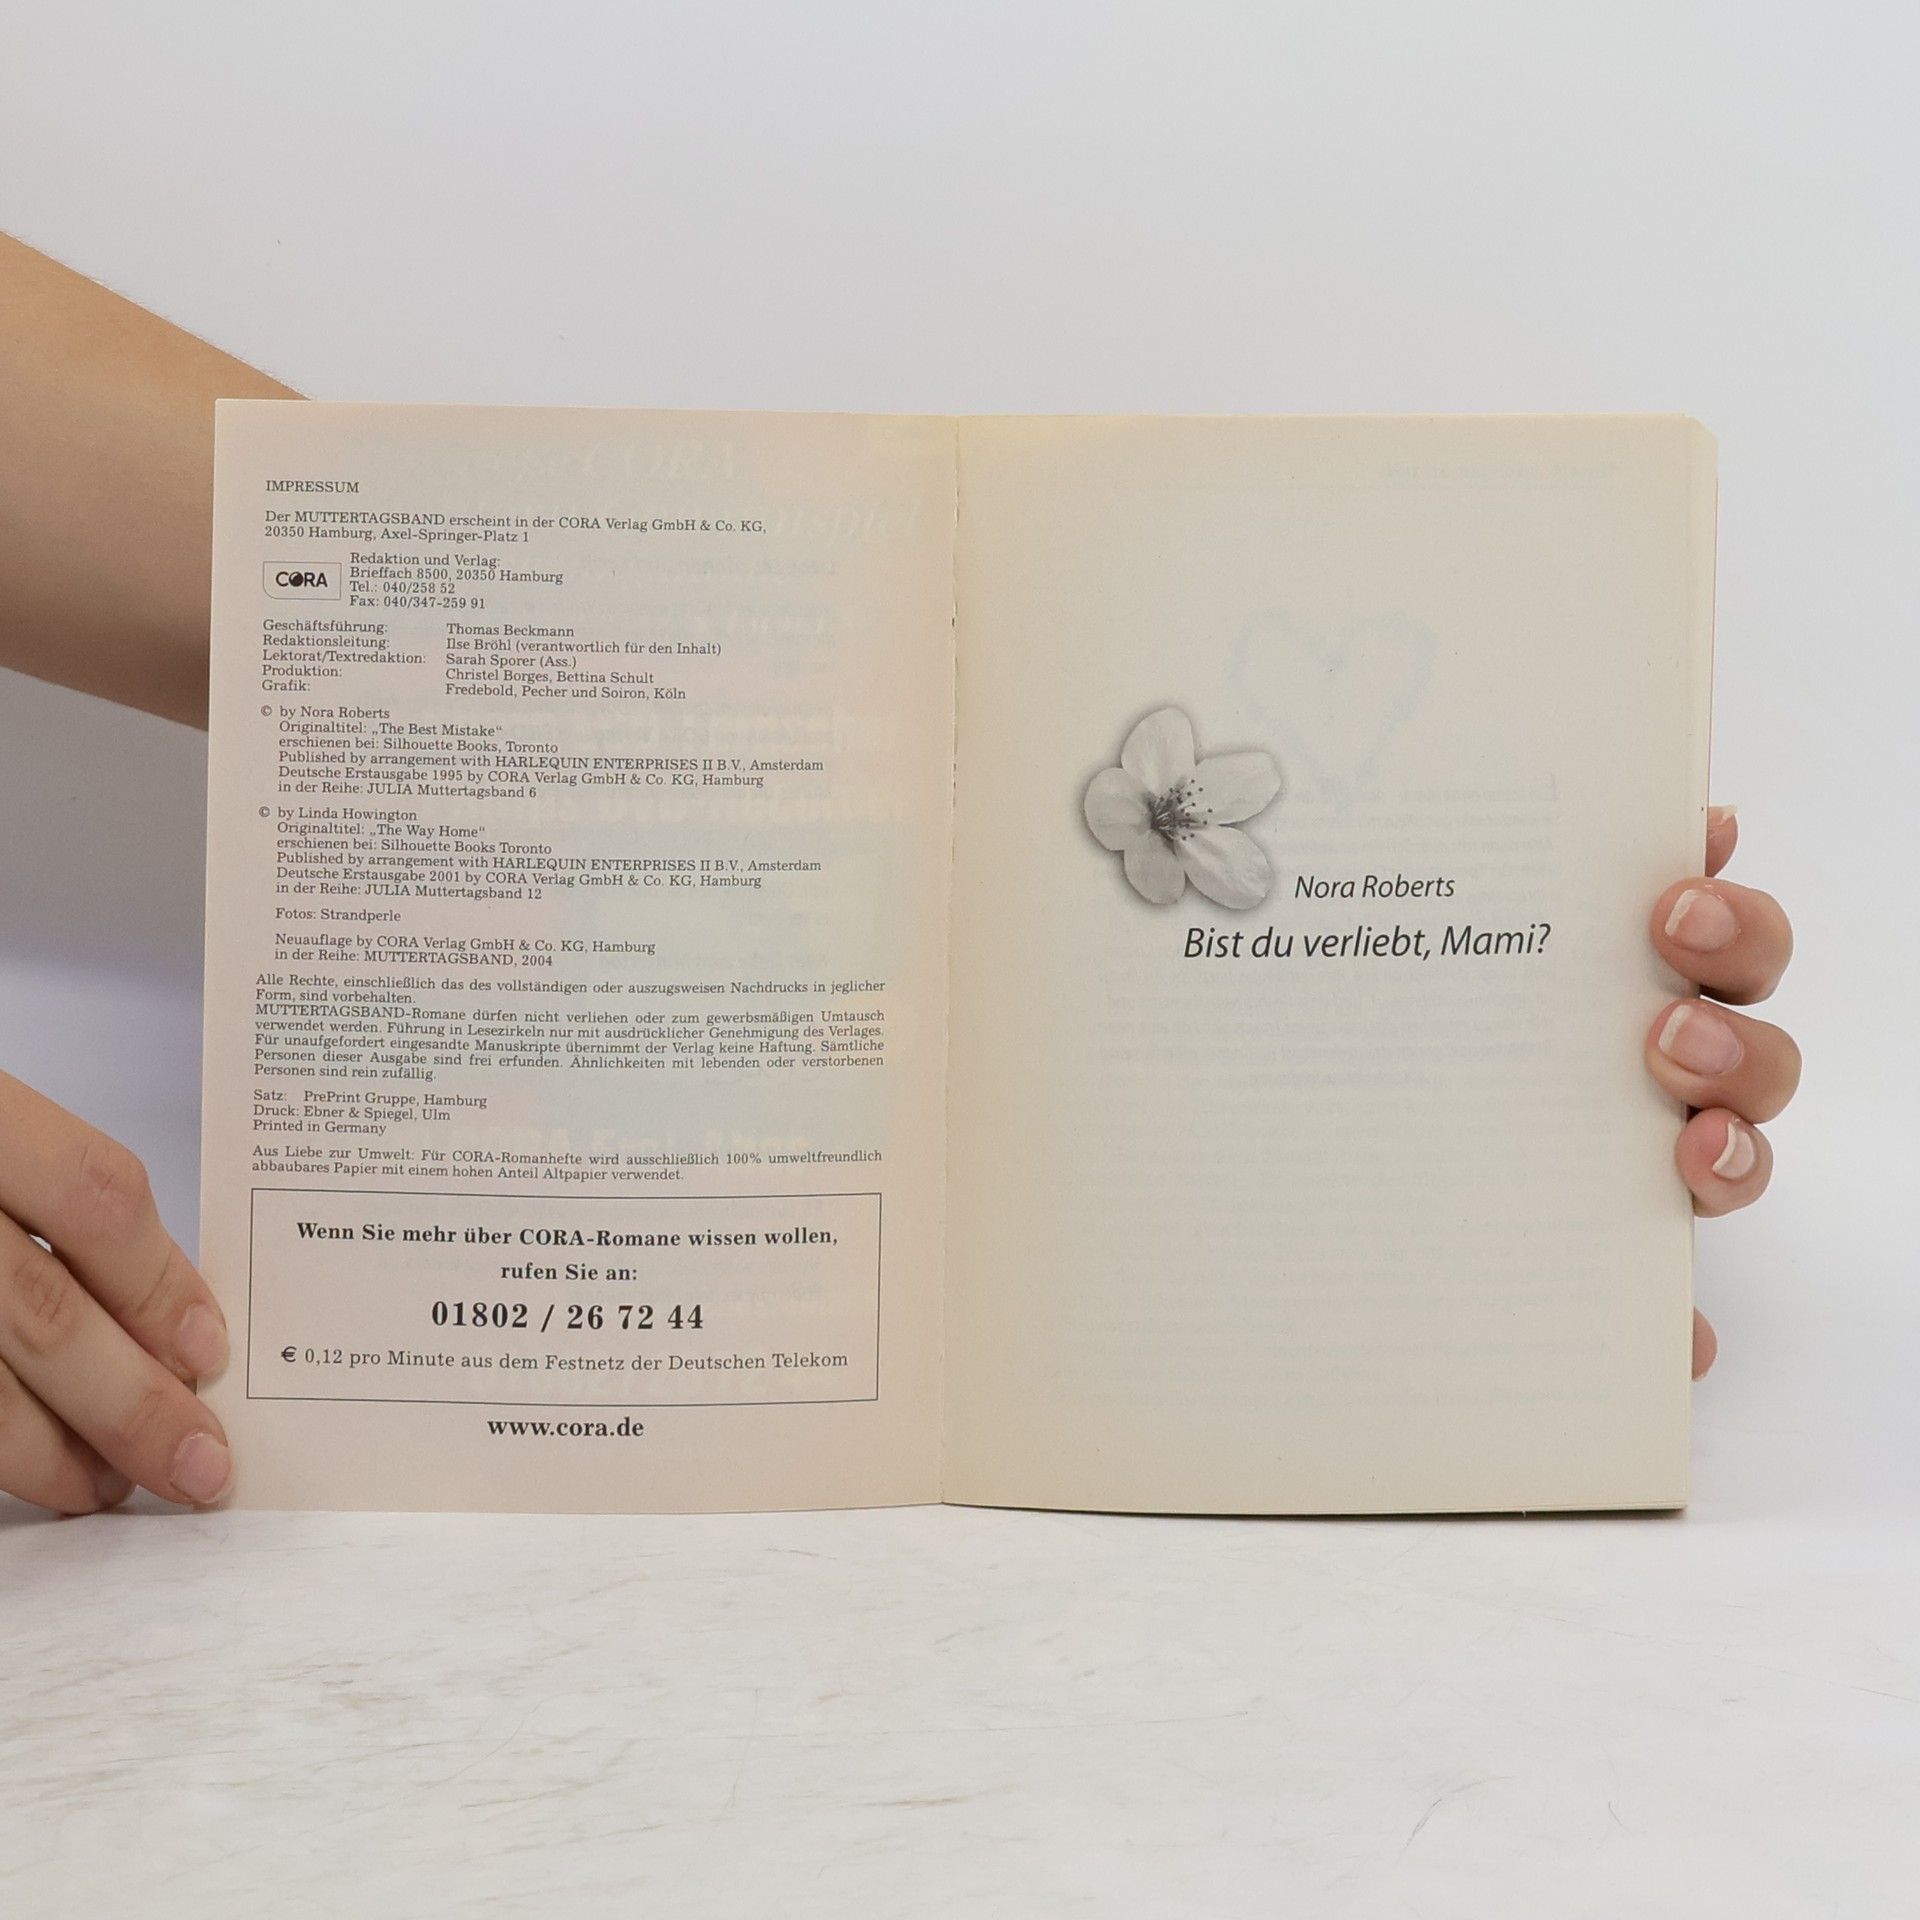 IMPRESSUM
Der MUTTERTAGSBAND erscheint in der CORA Verlag GmbH & Co. KG,
20350 Hamburg, Axel-Springer-Platz 1
CORA
Redaktion und Verlag:
Brieffach 8500, 20350 Hamburg
Tel.: 040/258 52
Fax: 040/347-259 91
Geschäftsführung: Thomas Beckmann
Redaktionsleitung: Ilse Bröhl (verantwortlich für den Inhalt)
Lektorat/Textredaktion: Sarah Sporer (Ass.)
Produktion: Christel Borges, Bettina Schult
Grafik: Fredebold, Pecher und Soiron, Köln
© by Nora Roberts
Originaltitel: „The Best Mistake“
erschienen bei: Silhouette Books, Toronto
Published by arrangement with HARLEQUIN ENTERPRISES II B.V., Amsterdam
Deutsche Erstausgabe 1995 by CORA Verlag GmbH & Co. KG, Hamburg
in der Reihe: JULIA Muttertagsband 6
© by Linda Howington
Originaltitel: „The Way Home“
erschienen bei: Silhouette Books Toronto
Published by arrangement with HARLEQUIN ENTERPRISES II B.V., Amsterdam
Deutsche Erstausgabe 2001 by CORA Verlag GmbH & Co. KG, Hamburg
in der Reihe: JULIA Muttertagsband 12
Fotos: Strandperle
Neuauflage by CORA Verlag GmbH & Co. KG, Hamburg
in der Reihe: MUTTERTAGSBAND, 2004
Alle Rechte, einschließlich das des vollständigen oder auszugsweisen Nachdrucks in jeglicher
Form, sind vorbehalten.
MUTTERTAGSBAND-Romane dürfen nicht verliehen oder zum gewerbsmäßigen Umtausch
verwendet werden. Führung in Lesezirkeln nur mit ausdrücklicher Genehmigung des Verlages.
Für unaufgefordert eingesandte Manuskripte übernimmt der Verlag keine Haftung. Sämtliche
Personen dieser Ausgabe sind frei erfunden. Ähnlichkeiten mit lebenden oder verstorbenen
Personen sind rein zufällig.
Satz: PrePrint Gruppe, Hamburg
Druck: Ebner & Spiegel, Ulm
Printed in Germany
Aus Liebe zur Umwelt: Für CORA-Romanhefte wird ausschließlich 100% umweltfreundlich
abbaubares Papier mit einem hohen Anteil Altpapier verwendet.
Wenn Sie mehr über CORA-Romane wissen wollen,
rufen Sie an:
01802 / 26 72 44
€ 0,12 pro Minute aus dem Festnetz der Deutschen Telekom
www.cora.de
Nora Roberts
Bist du verliebt, Mami?